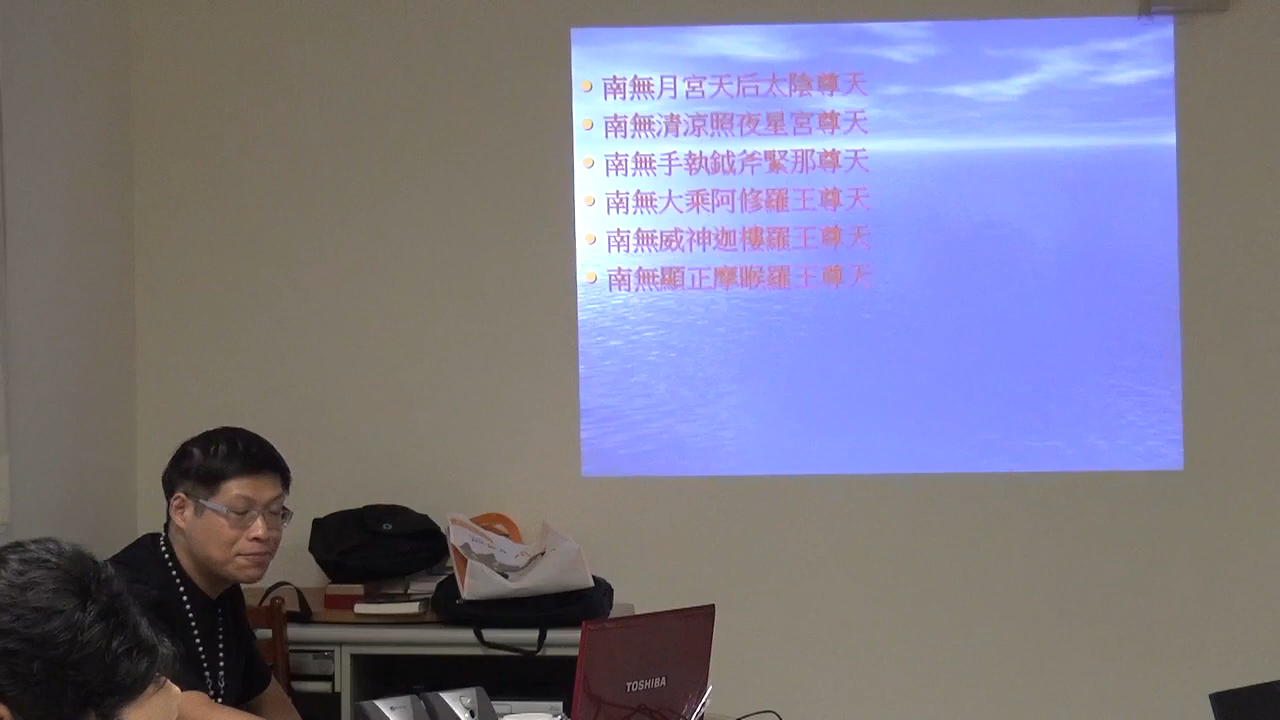 南無月宮天后太陰尊天
南無清涼照夜星宮尊天
南無手執鉞斧緊那尊天
南無大乘阿修羅王尊天
南無威神迦樓羅王尊天
南無顯正摩睺羅王尊天
TOSHIBA